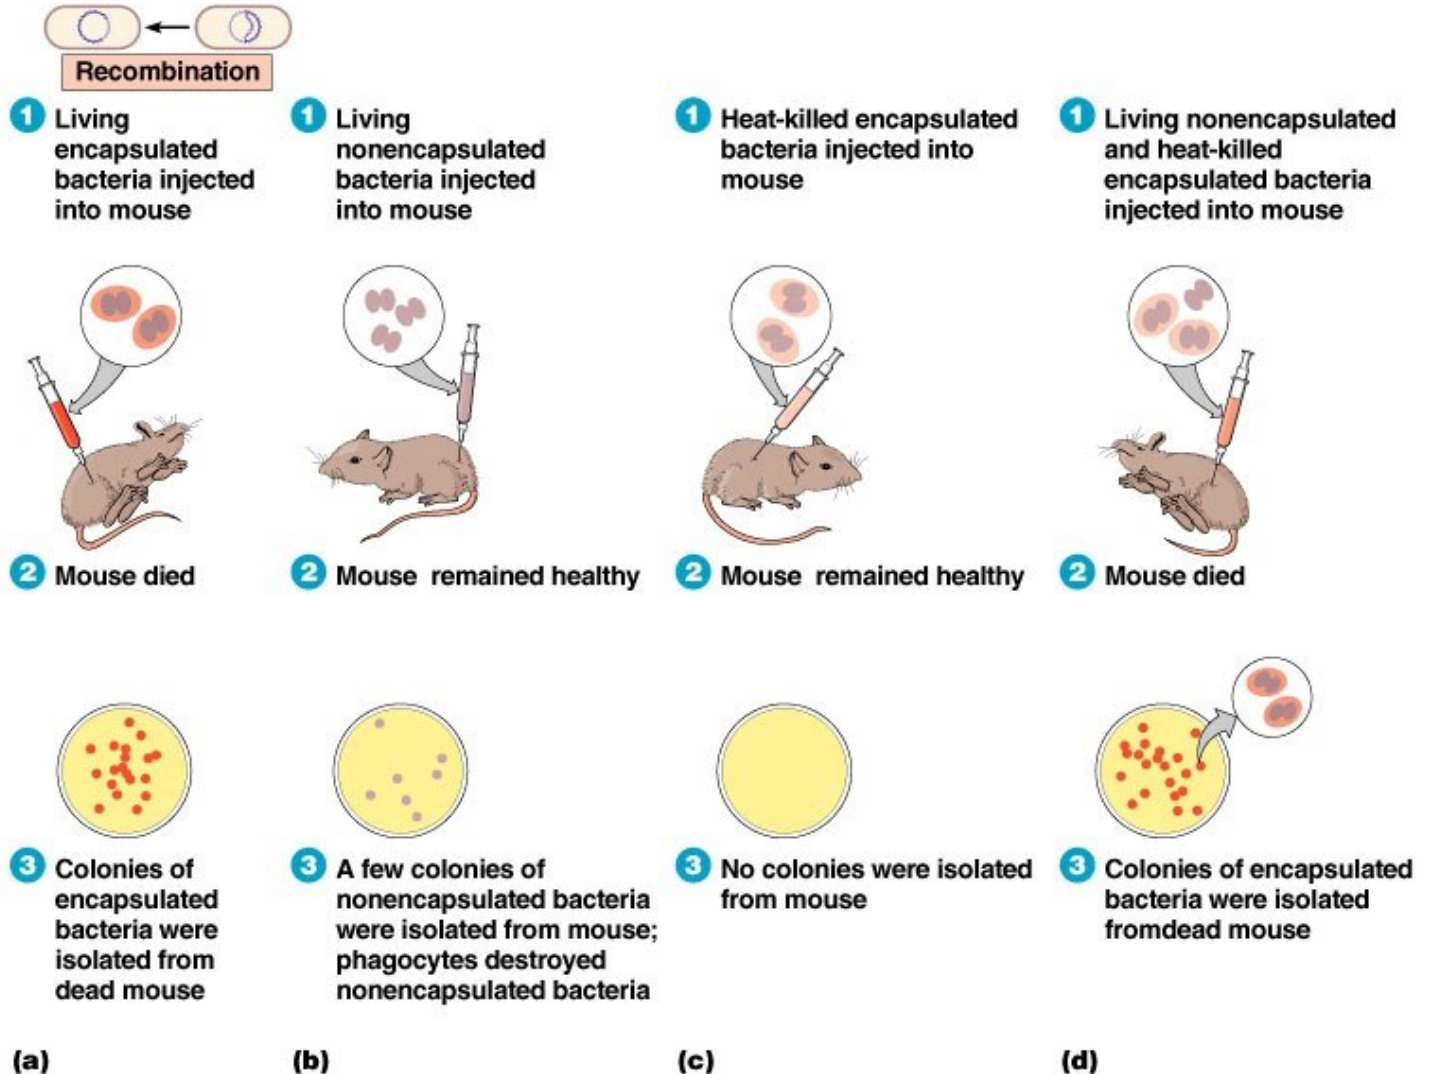 Recombination
1 Living
encapsulated
bacteria injected
into mouse
2 Mouse died
3 Colonies of
encapsulated
bacteria were
isolated from
dead mouse
(a)
1 Living
nonencapsulated
bacteria injected
into mouse
2 Mouse remained healthy
3 A few colonies of
nonencapsulated bacteria
were isolated from mouse;
phagocytes destroyed
nonencapsulated bacteria
(b)
1 Heat-killed encapsulated
bacteria injected into
mouse
2 Mouse remained healthy
3 No colonies were isolated
from mouse
(c)
1 Living nonencapsulated
and heat-killed
encapsulated bacteria
injected into mouse
2 Mouse died
3 Colonies of encapsulated
bacteria were isolated
fromdead mouse
(d)